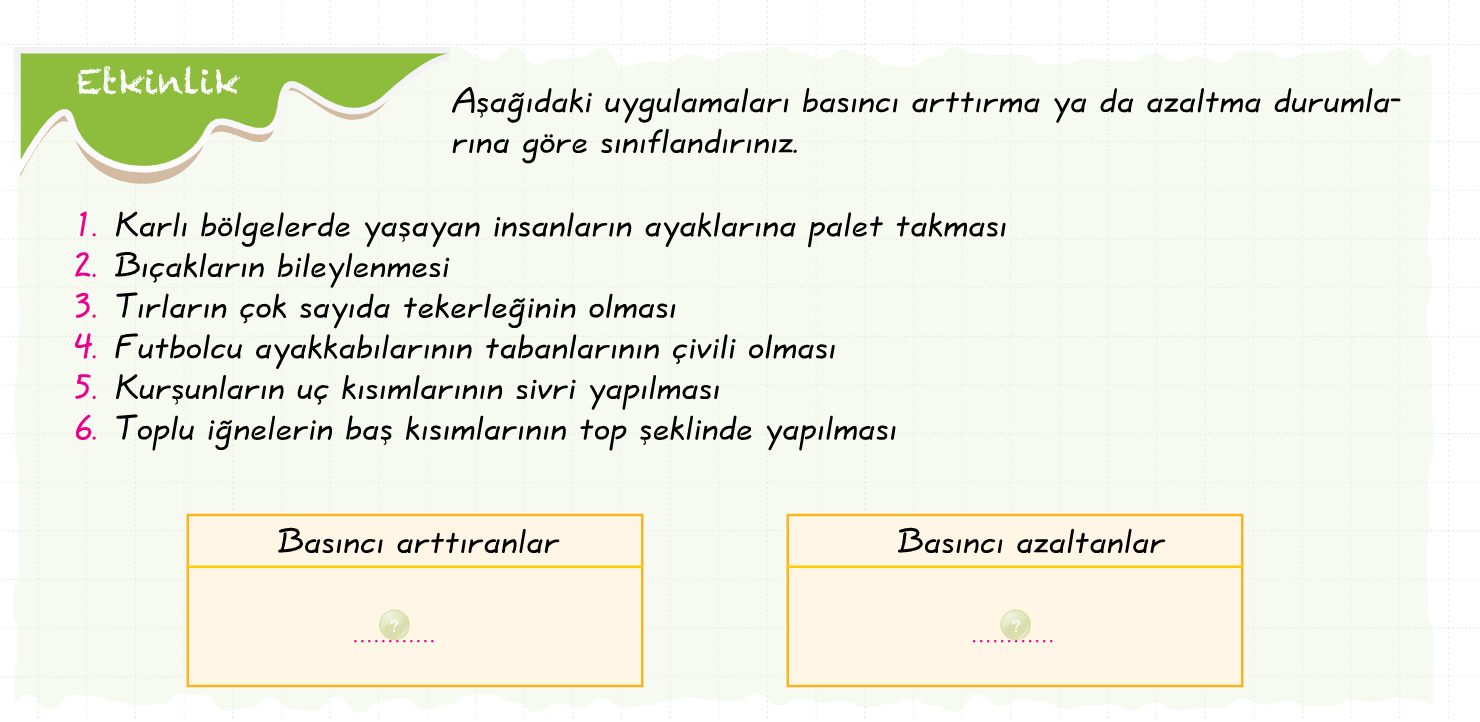 Etkinlik
Aşağıdaki uygulamaları basıncı arttırma ya da azaltma durumla-
rına göre sınıflandırınız.
1. Karlı bölgelerde yaşayan insanların ayaklarına palet takması
2. Bıçakların bileylenmesi
3. Tırların çok sayıda tekerleğinin olması
4. Futbolcu ayakkabılarının tabanlarının çivili olması
5. Kurşunların uç kısımlarının sivri yapılması
6. Toplu iğnelerin baş kısımlarının top şeklinde yapılması
Basıncı arttıranlar
Basıncı azaltanlar
?
............
?
............